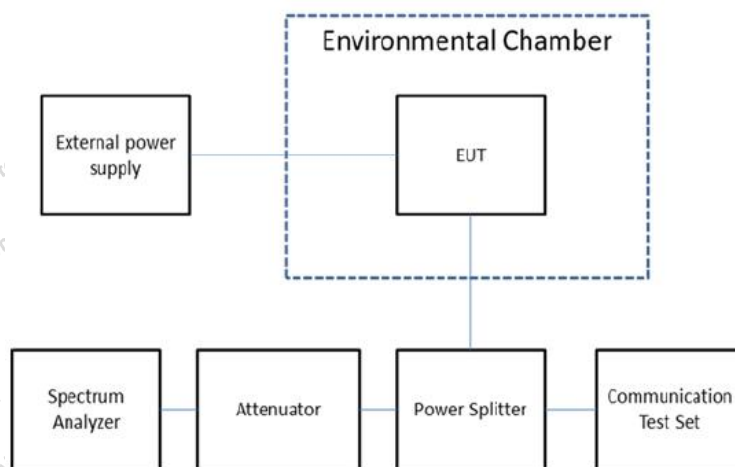 Environmental Chamber
External power
supply
EUT
Spectrum
Analyzer
Attenuator
Power Splitter
Communication
Test Set